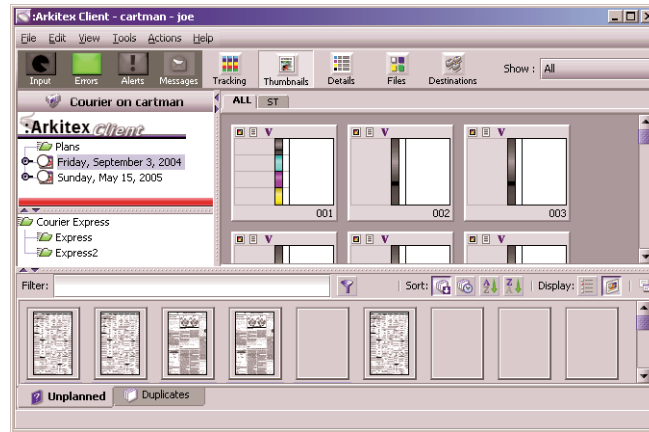 :Arkitex Client - cartman - joe
File Edit View Tools Actions Help
Input Errors Alerts Messages Tracking Thumbnails Details Files Destinations Show : All
Courier on cartman
ALL ST
:Arkitex Client
Plans
Friday, September 3, 2004
Sunday, May 15, 2005
V V V
001 002 003
Courier Express
Express
Express2
V V V
Filter: Sort: A Z Z A Display:
Unplanned Duplicates